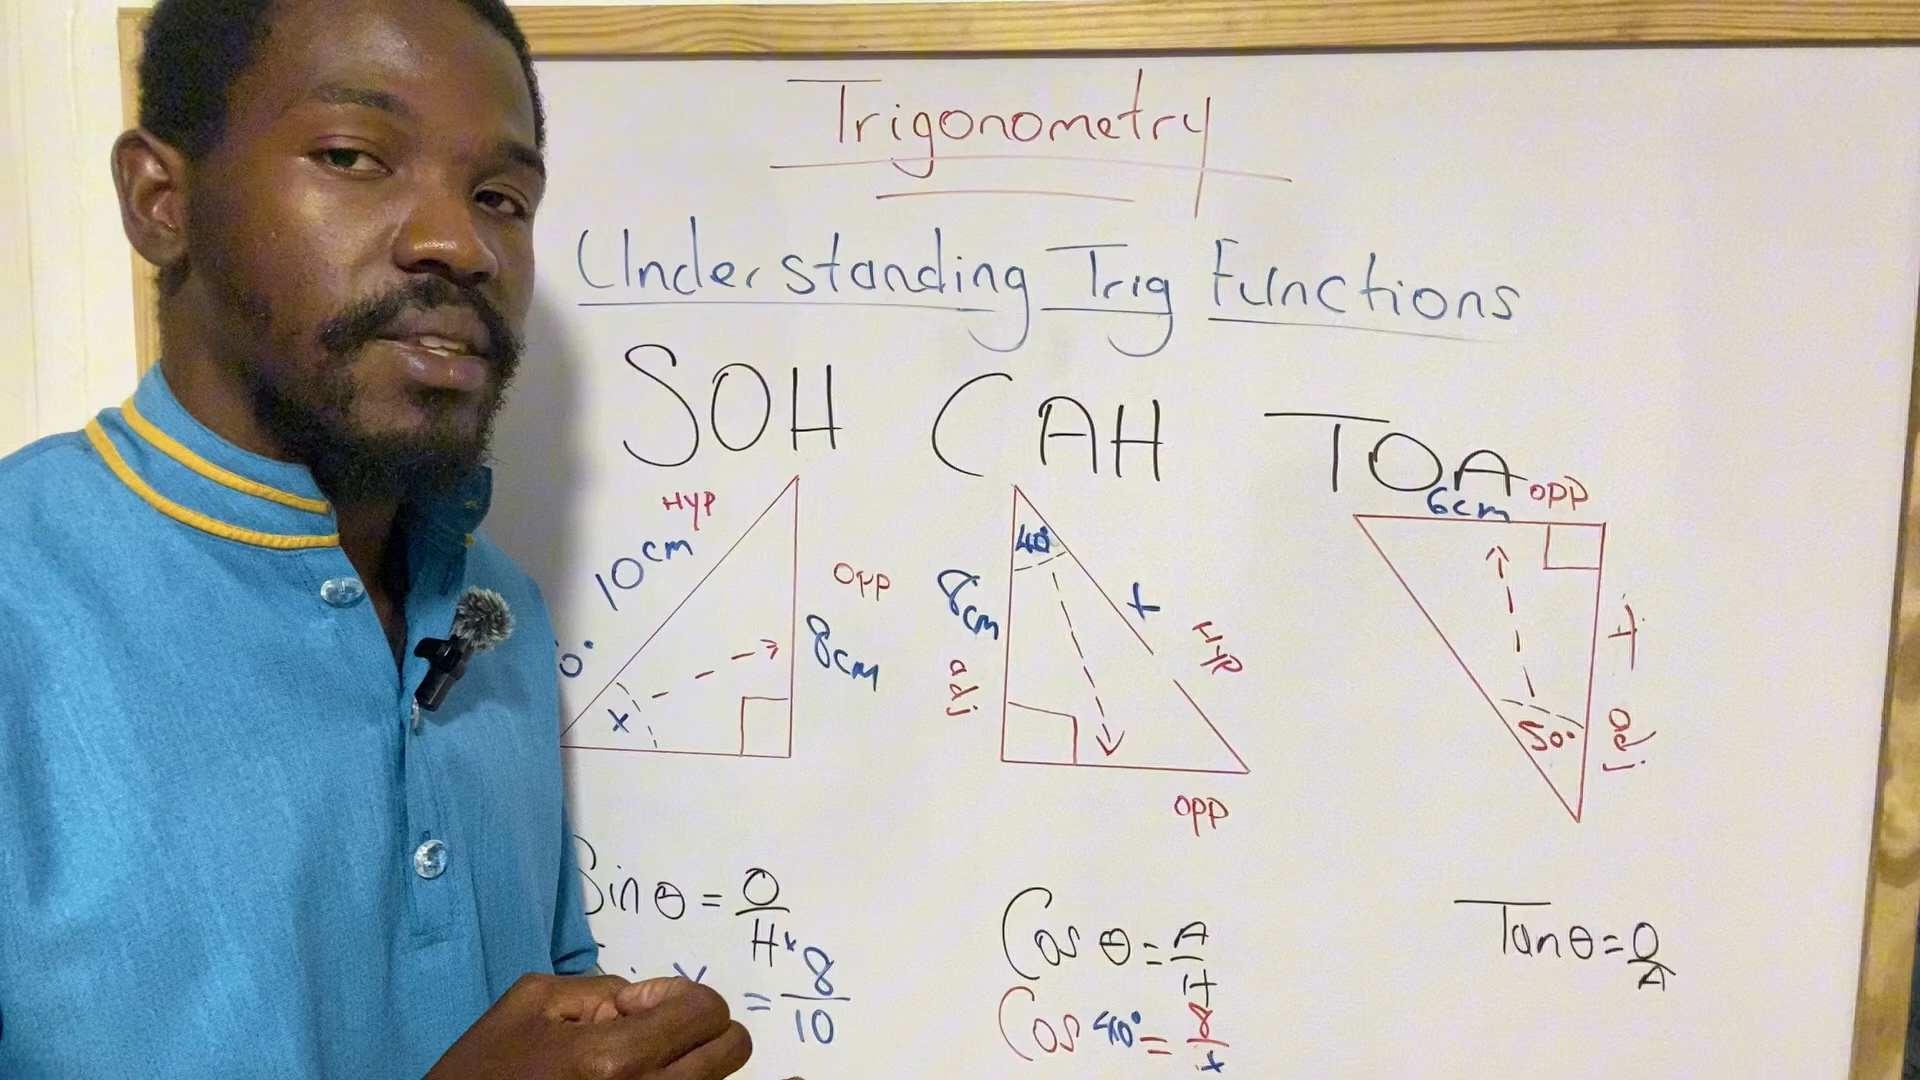 Trigonometry
Understanding Trig Functions
SOH CAH TOA
Hyp
10cm
Opp
8cm
x
40°
8cm
adj
x
Hyp
opp
6cm
opp
x
adj
50°
Sin θ = O/H
= 8/10
Cos θ = A/H
Cos 40° = 8/x
Tan θ = O/A